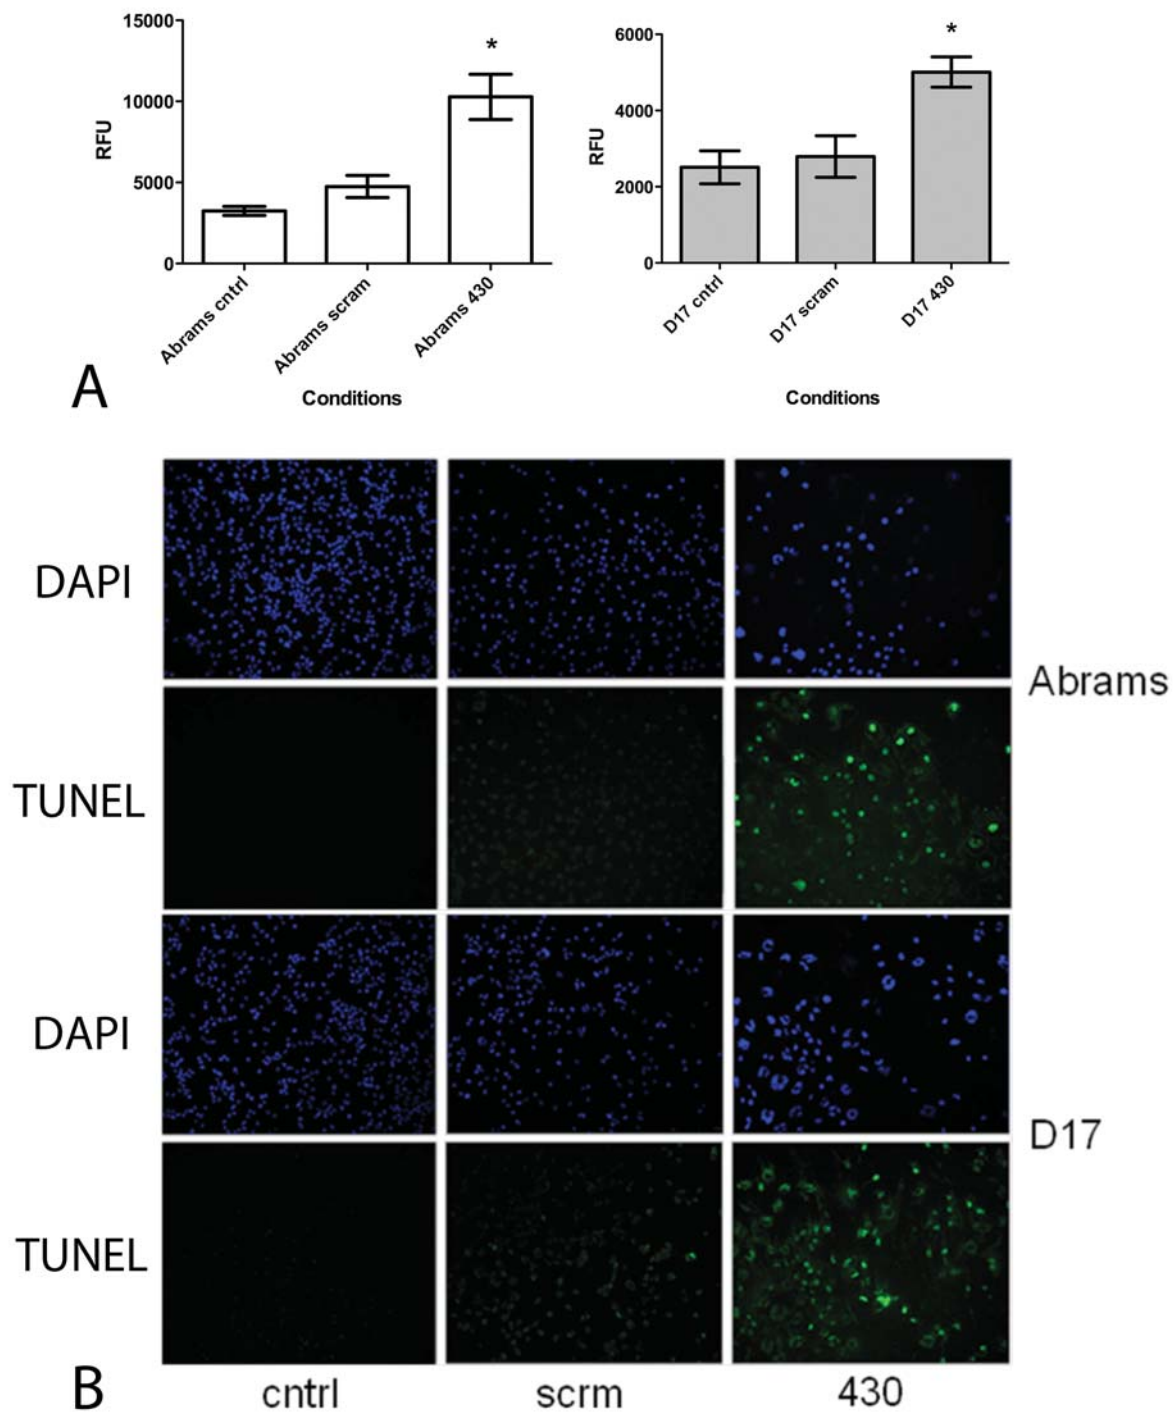 15000
10000
5000
0
RFU
*
Abrams cntrl
Abrams scram
Abrams 430
Conditions
6000
4000
2000
0
RFU
*
D17 cntrl
D17 scram
D17 430
Conditions
A
DAPI
Abrams
TUNEL
DAPI
D17
TUNEL
B
cntrl
scrm
430